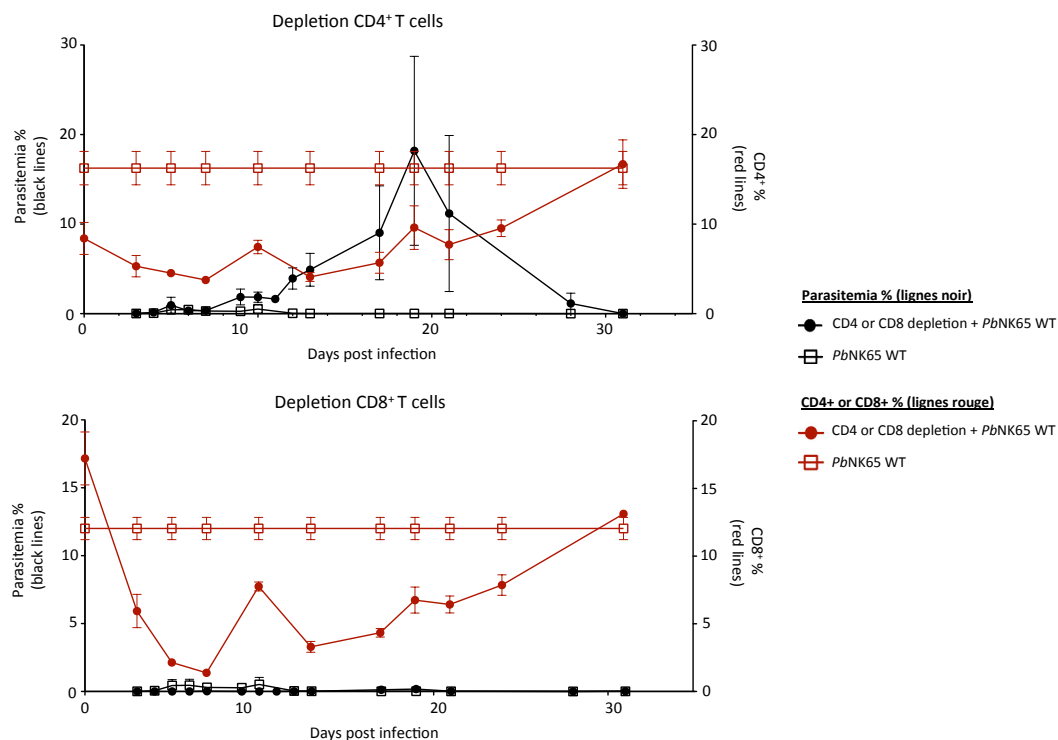 Depletion CD4+ T cells
30
20
10
0
Parasitemia %
(black lines)
30
20
10
0
CD4+ %
(red lines)
0
10
20
30
Days post infection
Parasitemia % (lignes noir)
CD4 or CD8 depletion + PbNK65 WT
PbNK65 WT
CD4+ or CD8+ % (lignes rouge)
CD4 or CD8 depletion + PbNK65 WT
PbNK65 WT
Depletion CD8+ T cells
20
15
10
5
0
Parasitemia %
(black lines)
20
15
10
5
0
CD8+ %
(red lines)
0
10
20
30
Days post infection